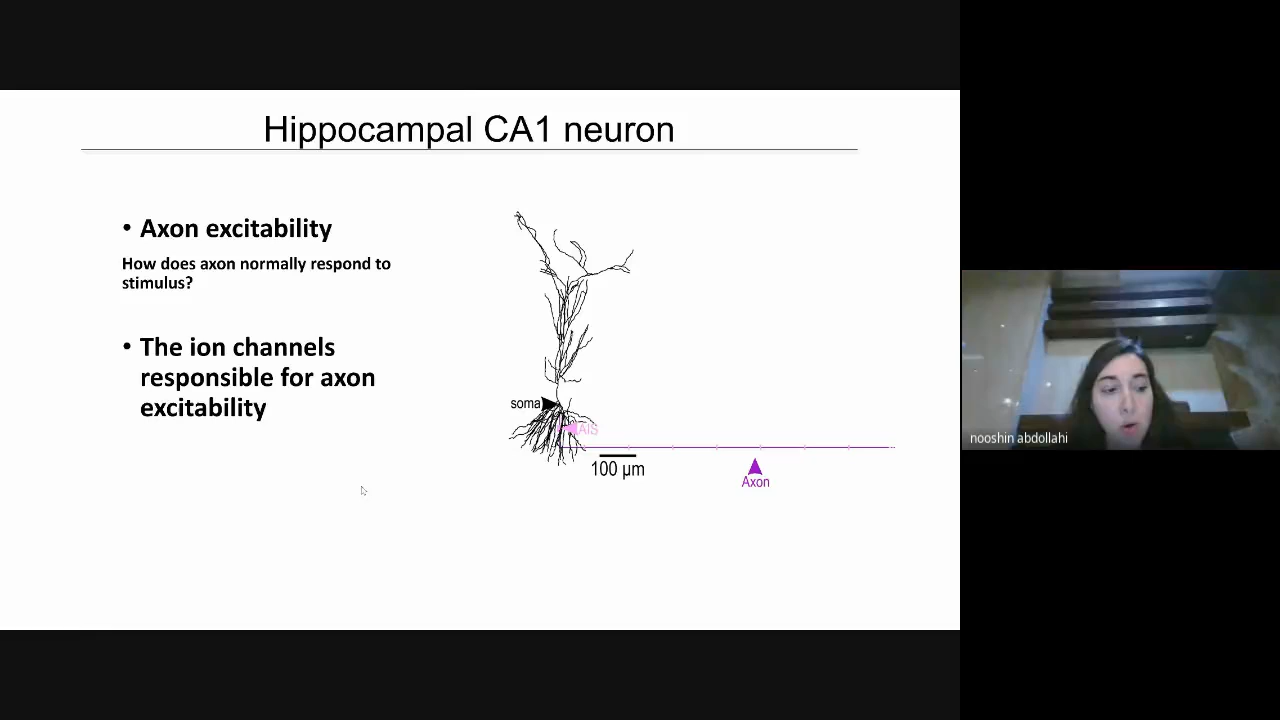 Hippocampal CA1 neuron
• Axon excitability
How does axon normally respond to
stimulus?
• The ion channels
responsible for axon
excitability
soma
AIS
100 µm
Axon
nooshin abdollahi